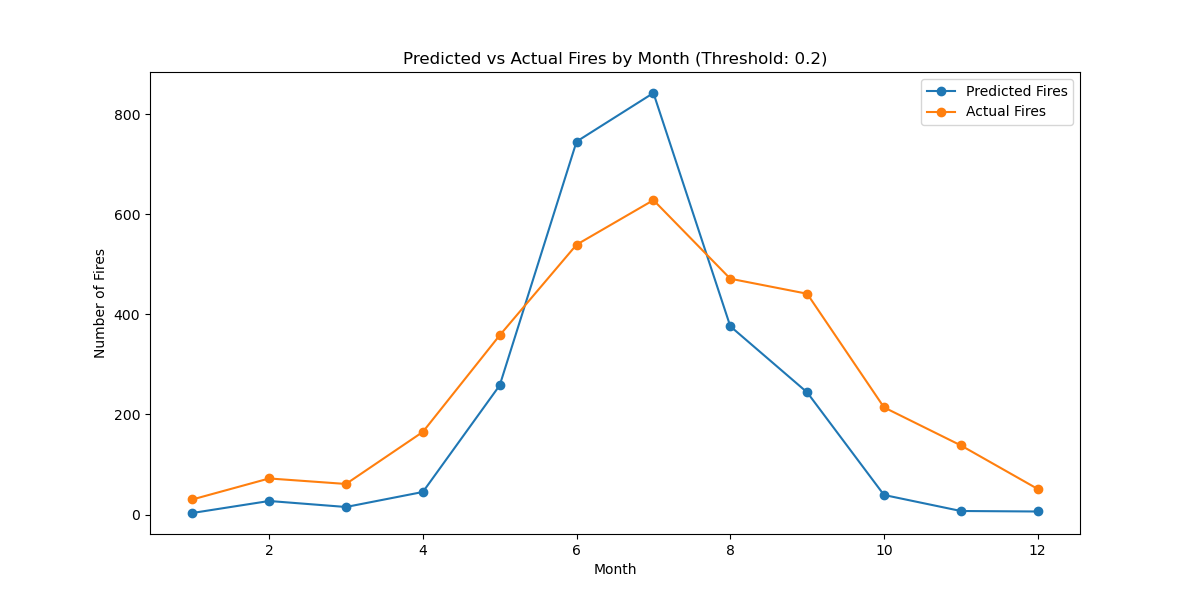 Predicted vs Actual Fires by Month (Threshold: 0.2)
Predicted Fires
Actual Fires
Number of Fires
800
600
400
200
0
2 4 6 8 10 12
Month